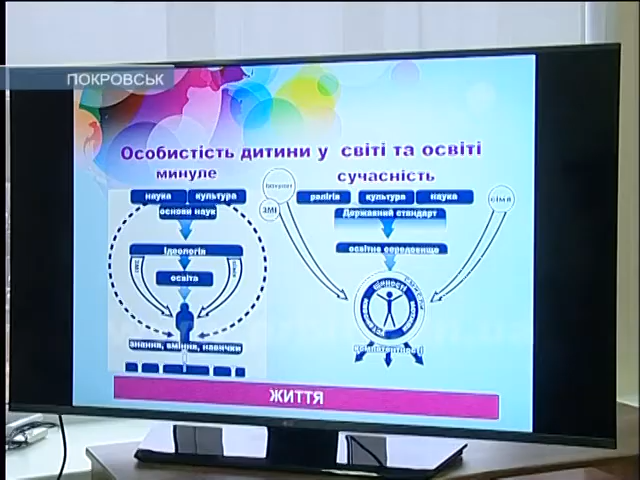 ПОКРОВСЬК
Особистість дитини у світі та освіті
минуле
сучасність
наука культура
основи наук
ідеологія
освіта
знання, вміння, навички
Інтернет
ЗМІ
релігія культура наука
сім'я
Державний стандарт
освітнє середовище
цінності
компетентності
ЖИТТЯ